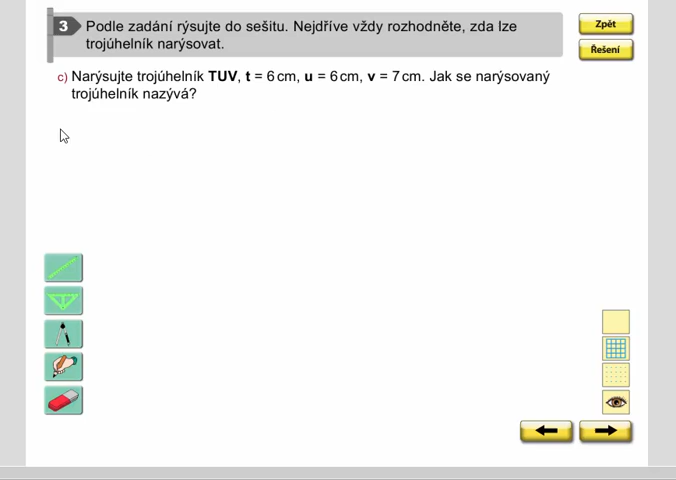 3 Podle zadání rýsujte do sešitu. Nejdříve vždy rozhodněte, zda lze
trojúhelník narýsovat.
Zpět
Řešení
c) Narýsujte trojúhelník TUV, t = 6 cm, u = 6 cm, v = 7 cm. Jak se narýsovaný
trojúhelník nazývá?